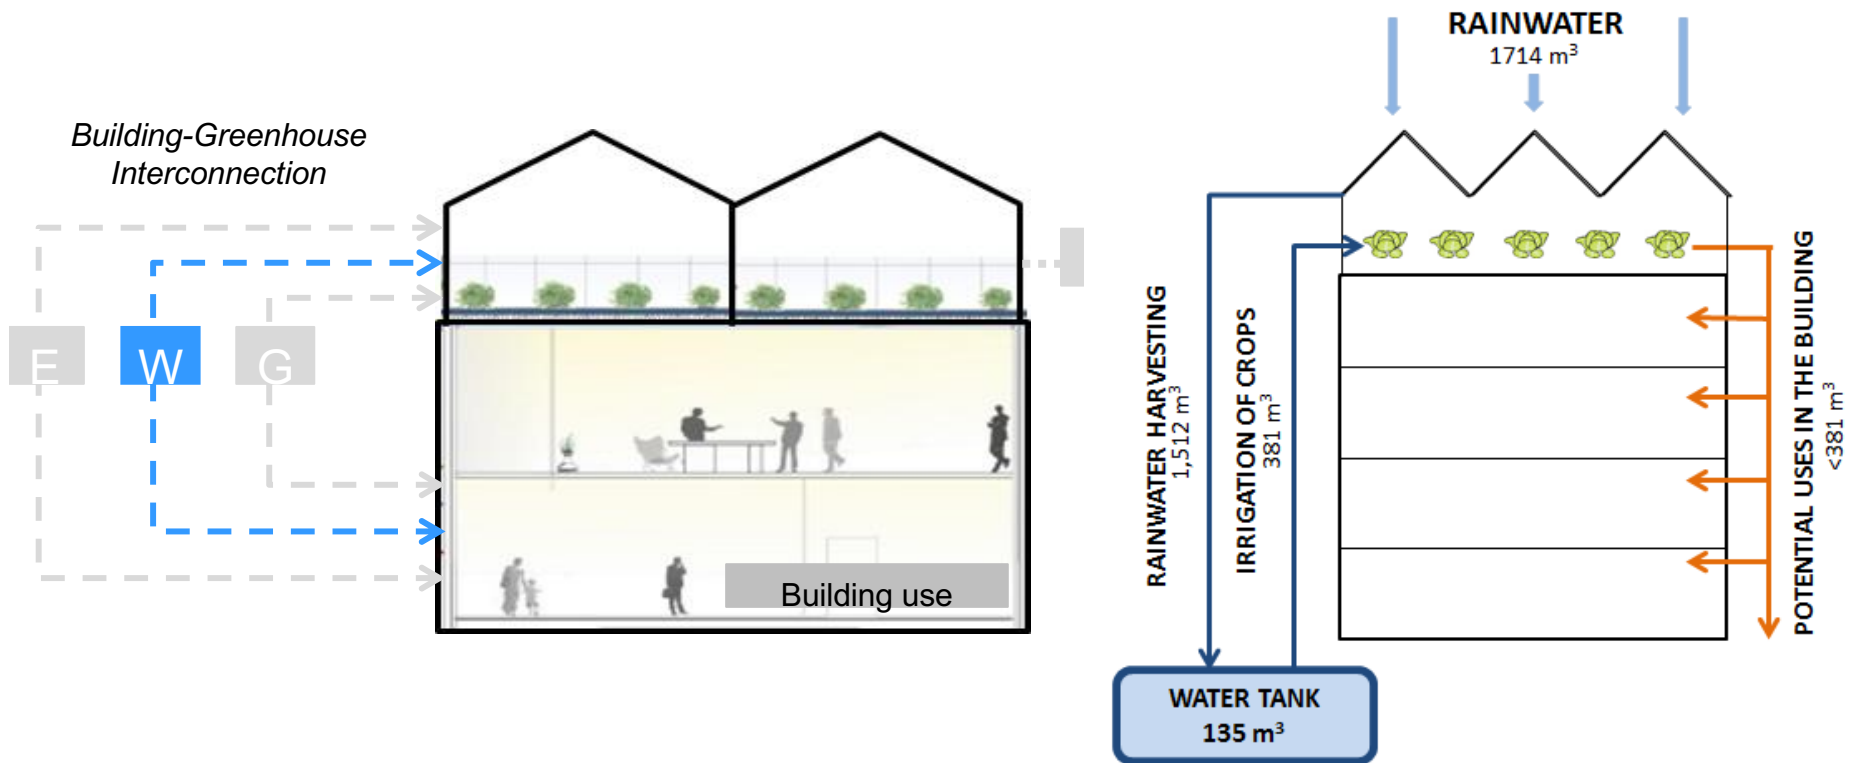 Building-Greenhouse
Interconnection
E
W
G
Building use
RAINWATER
1714 m³
RAINWATER HARVESTING
1,512 m³
IRRIGATION OF CROPS
381 m³
POTENTIAL USES IN THE BUILDING
<381 m³
WATER TANK
135 m³